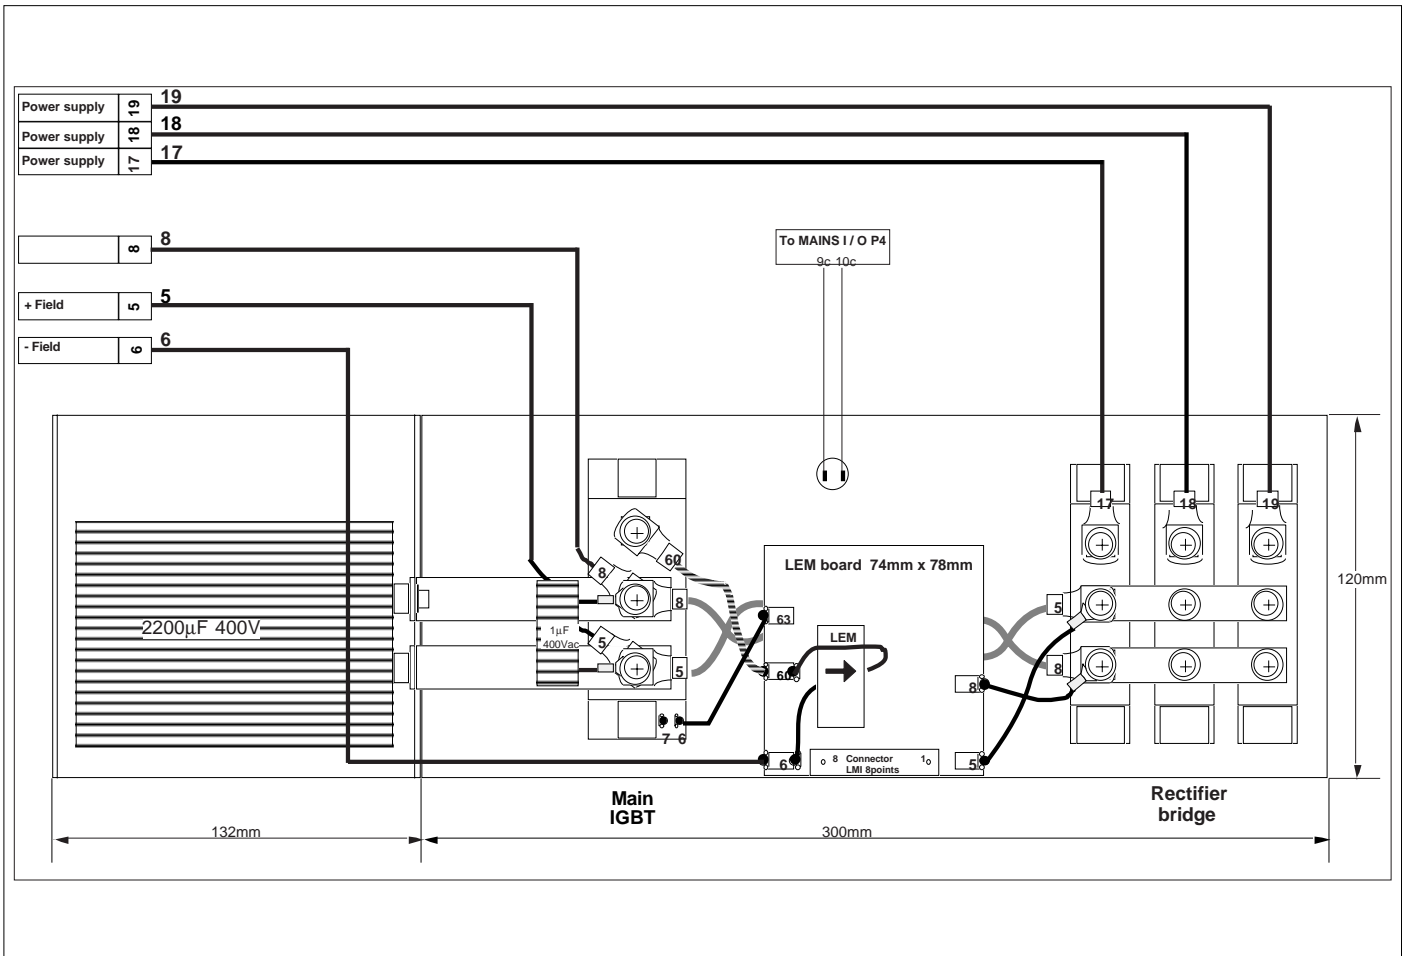 Power supply 19 19
Power supply 18 18
Power supply 17 17
8 8
+ Field 5 5
- Field 6 6
To MAINS I / O P4
9c 10c
17 18 19
60
LEM board 74mm x 78mm
120mm
8
8
5
63
5
2200µF 400V
1µF
400Vac
LEM
5
60
8
8
7 6
6
8 Connector 1
LMI 8points
5
Main
IGBT
Rectifier
bridge
132mm
300mm